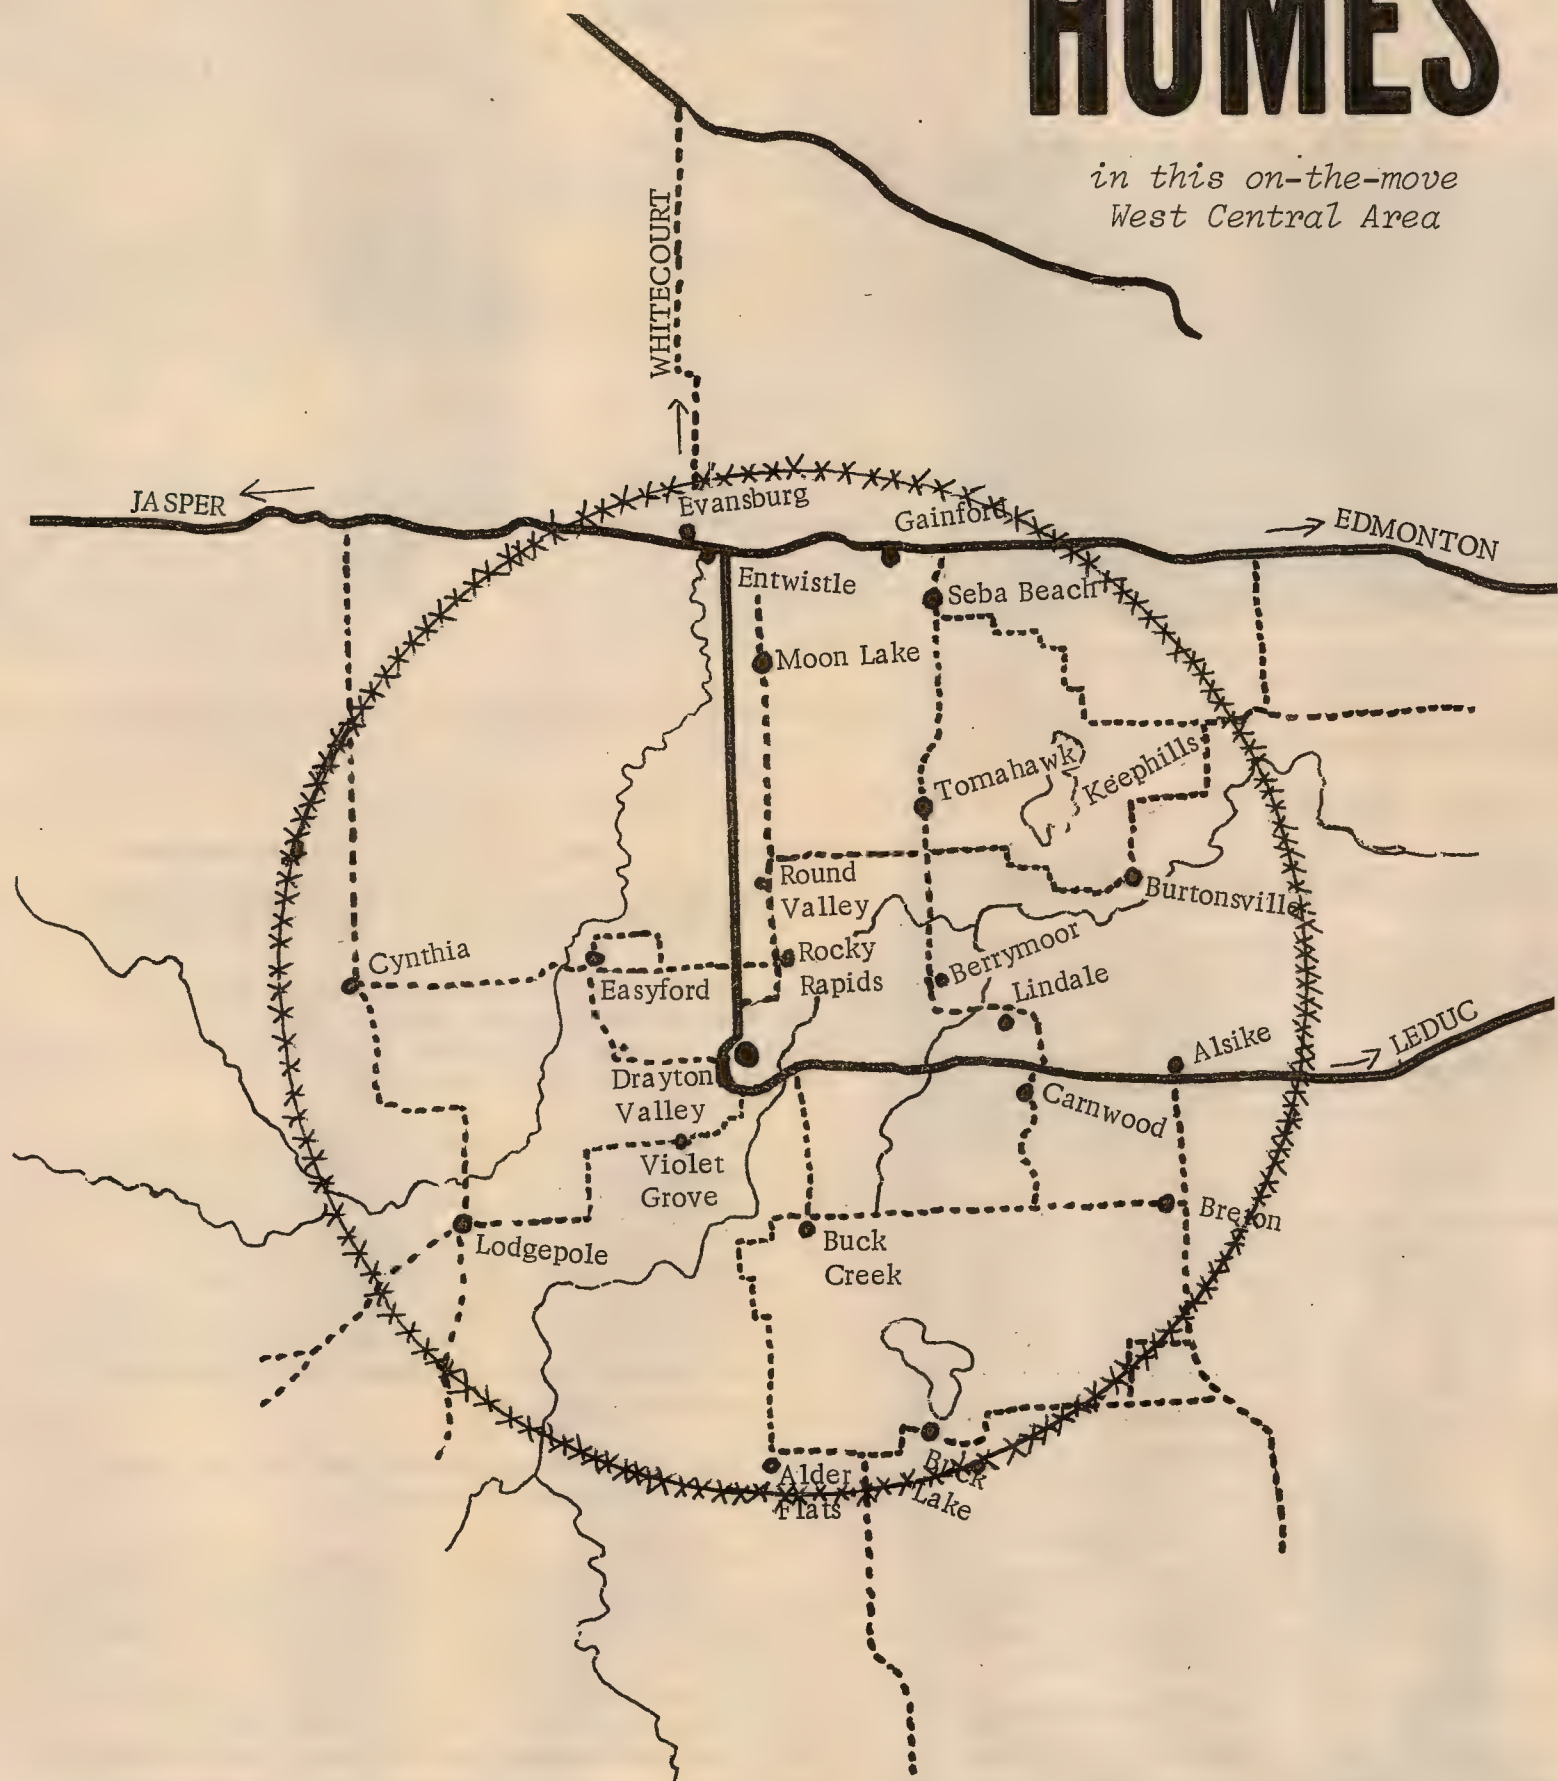 HOMES
in this on-the-move
West Central Area
WHITECOURT
JASPER
Evansburg
Gainford
EDMONTON
Entwistle
Seba Beach
Moon Lake
Tomahawk
Keephills
Round
Valley
Burtonsville
Cynthia
Rocky
Rapids
Berrymoor
Easyford
Lindale
Alsike
LEDUC
Drayton
Valley
Carnwood
Violet
Grove
Breton
Lodgepole
Buck
Creek
Alder
Flats
Buck
Lake